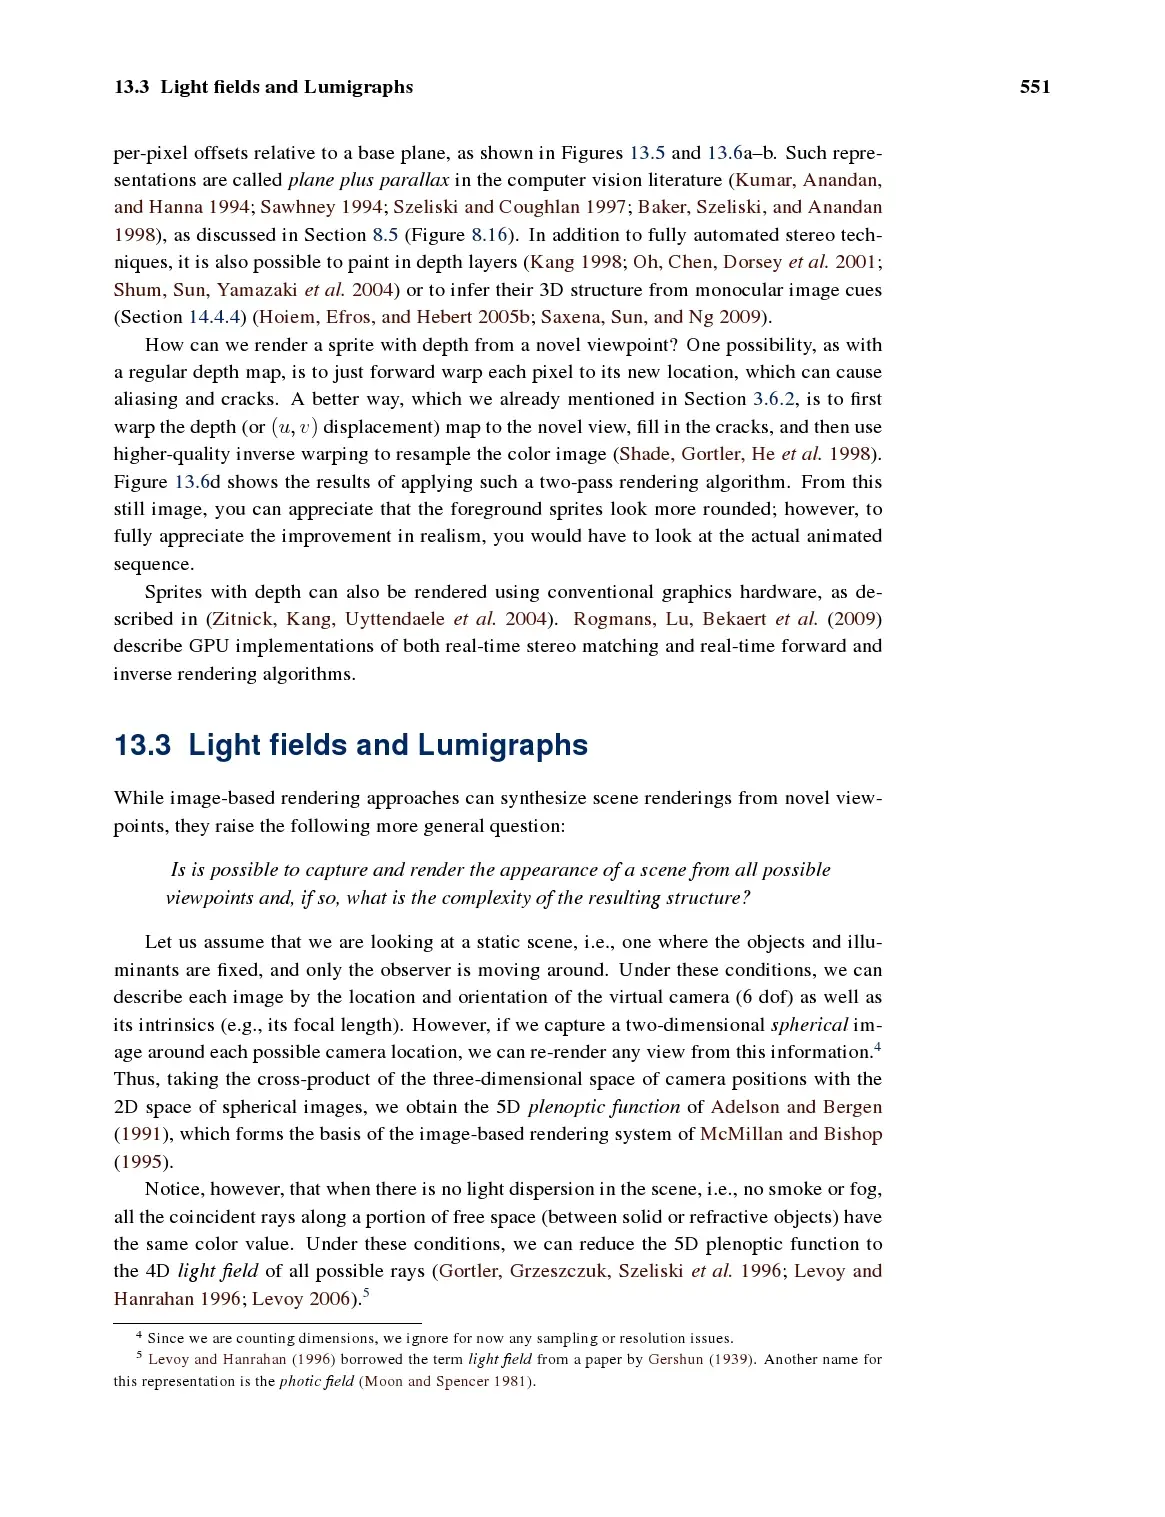 13.3 Light fields and Lumigraphs 551
per-pixel offsets relative to a base plane, as shown in Figures 13.5 and 13.6a–b. Such repre-
sentations are called plane plus parallax in the computer vision literature (Kumar, Anandan,
and Hanna 1994; Sawhney 1994; Szeliski and Coughlan 1997; Baker, Szeliski, and Anandan
1998), as discussed in Section 8.5 (Figure 8.16). In addition to fully automated stereo tech-
niques, it is also possible to paint in depth layers (Kang 1998; Oh, Chen, Dorsey et al. 2001;
Shum, Sun, Yamazaki et al. 2004) or to infer their 3D structure from monocular image cues
(Section 14.4.4) (Hoiem, Efros, and Hebert 2005b; Saxena, Sun, and Ng 2009).
How can we render a sprite with depth from a novel viewpoint? One possibility, as with
a regular depth map, is to just forward warp each pixel to its new location, which can cause
aliasing and cracks. A better way, which we already mentioned in Section 3.6.2, is to first
warp the depth (or (u, v) displacement) map to the novel view, fill in the cracks, and then use
higher-quality inverse warping to resample the color image (Shade, Gortler, He et al. 1998).
Figure 13.6d shows the results of applying such a two-pass rendering algorithm. From this
still image, you can appreciate that the foreground sprites look more rounded; however, to
fully appreciate the improvement in realism, you would have to look at the actual animated
sequence.
Sprites with depth can also be rendered using conventional graphics hardware, as de-
scribed in (Zitnick, Kang, Uyttendaele et al. 2004). Rogmans, Lu, Bekaert et al. (2009)
describe GPU implementations of both real-time stereo matching and real-time forward and
inverse rendering algorithms.
13.3 Light fields and Lumigraphs
While image-based rendering approaches can synthesize scene renderings from novel view-
points, they raise the following more general question:
Is is possible to capture and render the appearance of a scene from all possible
viewpoints and, if so, what is the complexity of the resulting structure?
Let us assume that we are looking at a static scene, i.e., one where the objects and illu-
minants are fixed, and only the observer is moving around. Under these conditions, we can
describe each image by the location and orientation of the virtual camera (6 dof) as well as
its intrinsics (e.g., its focal length). However, if we capture a two-dimensional spherical im-
age around each possible camera location, we can re-render any view from this information.4
Thus, taking the cross-product of the three-dimensional space of camera positions with the
2D space of spherical images, we obtain the 5D plenoptic function of Adelson and Bergen
(1991), which forms the basis of the image-based rendering system of McMillan and Bishop
(1995).
Notice, however, that when there is no light dispersion in the scene, i.e., no smoke or fog,
all the coincident rays along a portion of free space (between solid or refractive objects) have
the same color value. Under these conditions, we can reduce the 5D plenoptic function to
the 4D light field of all possible rays (Gortler, Grzeszczuk, Szeliski et al. 1996; Levoy and
Hanrahan 1996; Levoy 2006).5
4 Since we are counting dimensions, we ignore for now any sampling or resolution issues.
5 Levoy and Hanrahan (1996) borrowed the term light field from a paper by Gershun (1939). Another name for
this representation is the photic field (Moon and Spencer 1981).